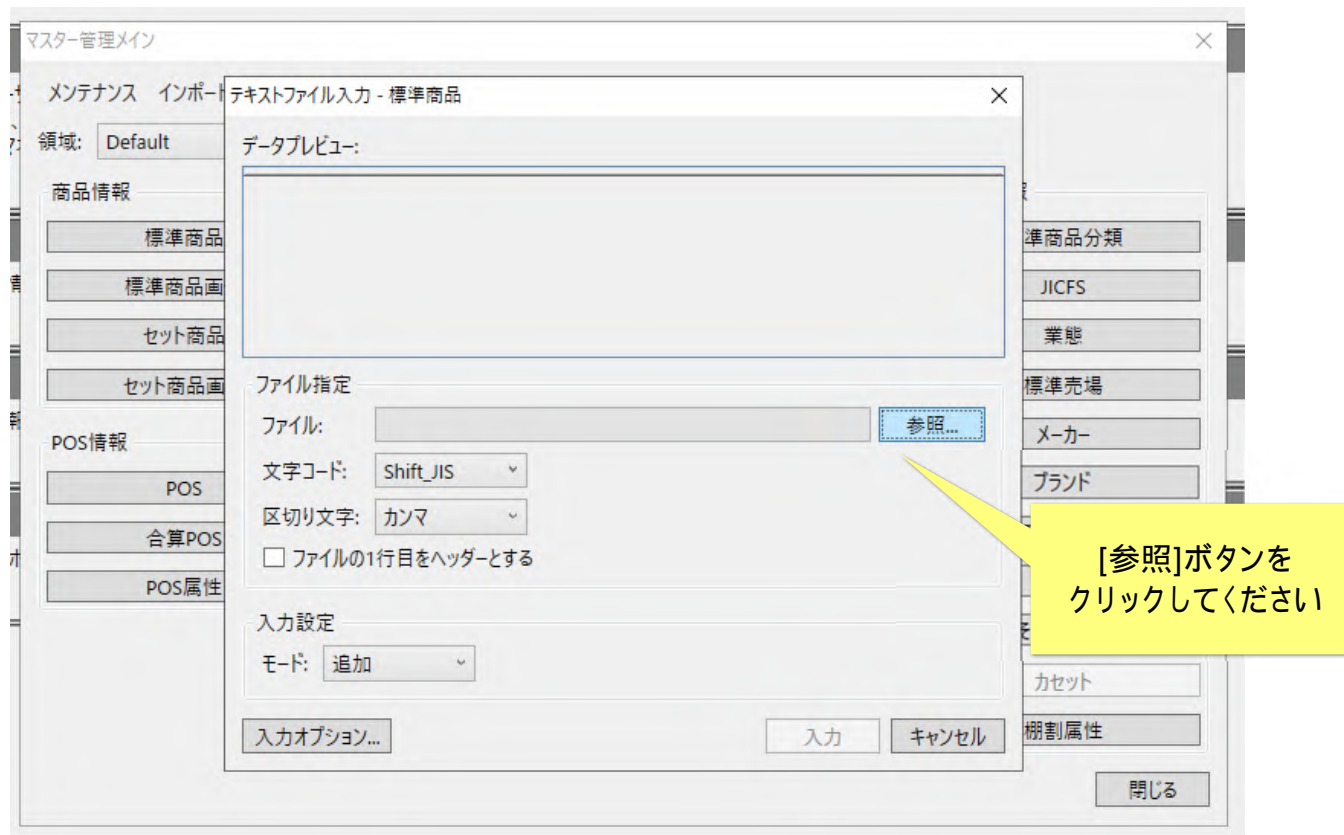 マスター管理メイン
メンテナンス インポート
領域: Default
商品情報
標準商品
標準商品画
セット商品
セット商品画
POS情報
POS
合算POS
POS属性
テキストファイル入力 - 標準商品
データプレビュー:
ファイル指定
ファイル: 参照...
文字コード: Shift_JIS
区切り文字: カンマ
ファイルの1行目をヘッダーとする
入力設定
モード: 追加
入力オプション... 入力 キャンセル
準商品分類
JICFS
業態
標準売場
メーカー
ブランド
[参照]ボタンを
クリックしてください
カセット
棚割属性
閉じる